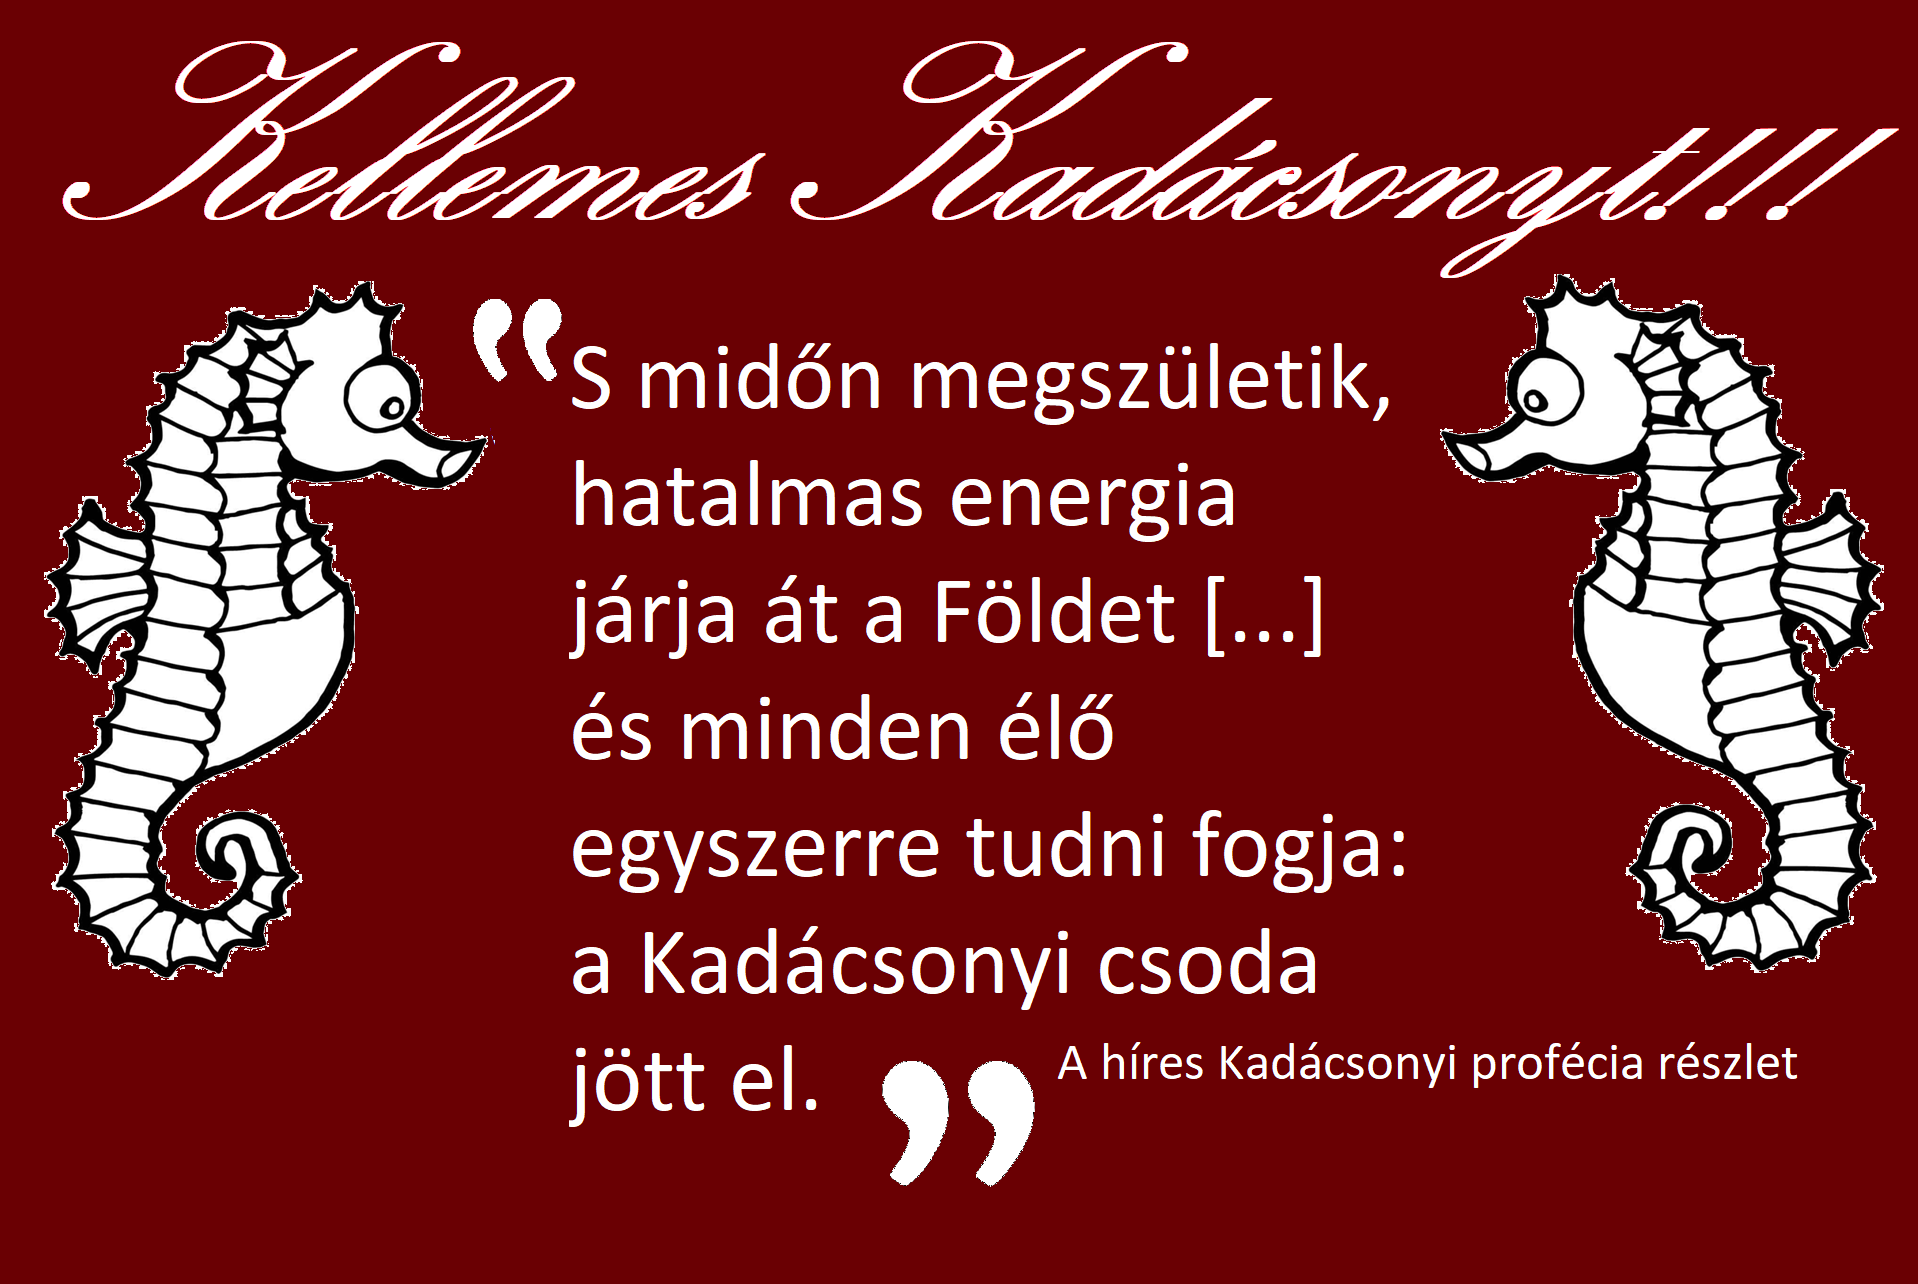 Kellemes Kadácsonyt!!!
"S midőn megszületik,
hatalmas energia
járja át a Földet [...]
és minden élő
egyszerre tudni fogja:
a Kadácsonyi csoda
jött el. "
A híres Kadácsonyi profécia részlet